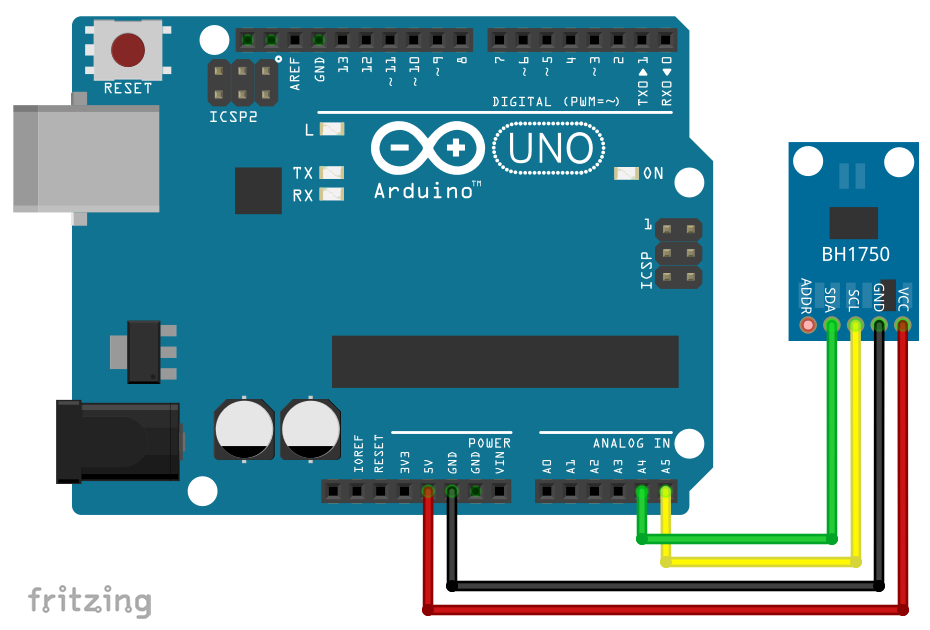 RESET
ICSP2
AREF
GND
13
12
~11
~10
~9
8
7
~6
~5
4
~3
2
TX0▶1
RX0◀0
DIGITAL (PWM=~)
L
TX
RX
UNO
Arduino™
ON
1
ICSP
BH1750
ADDR
SDA
SCL
GND
VCC
POWER
ANALOG IN
IOREF
RESET
3V3
5V
GND
GND
VIN
A0
A1
A2
A3
A4
A5
fritzing